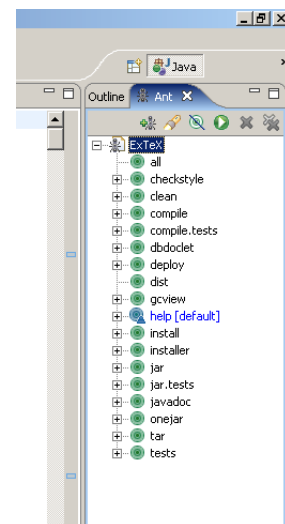 Java
Outline Ant
ExTeX
all
checkstyle
clean
compile
compile.tests
dbdoclet
deploy
dist
gcview
help [default]
install
installer
jar
jar.tests
javadoc
onejar
tar
tests